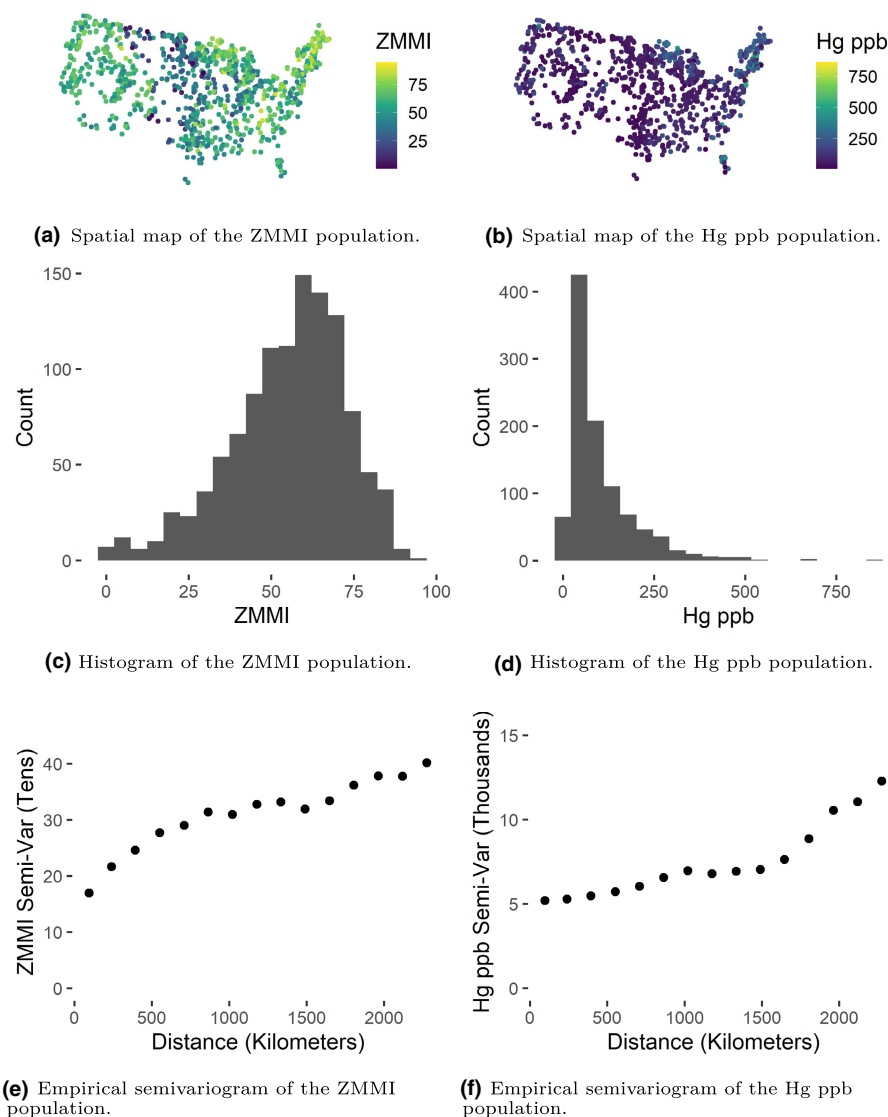 ZMMI
75
50
25
Hg ppb
750
500
250
(a) Spatial map of the ZMMI population.
(b) Spatial map of the Hg ppb population.
150
100
50
0
Count
0 25 50 75 100
ZMMI
400
300
200
100
0
Count
0 250 500 750
Hg ppb
(c) Histogram of the ZMMI population.
(d) Histogram of the Hg ppb population.
40
30
20
10
0
ZMMI Semi-Var (Tens)
0 500 1000 1500 2000
Distance (Kilometers)
15
10
5
0
Hg ppb Semi-Var (Thousands)
0 500 1000 1500 2000
Distance (Kilometers)
(e) Empirical semivariogram of the ZMMI
population.
(f) Empirical semivariogram of the Hg ppb
population.